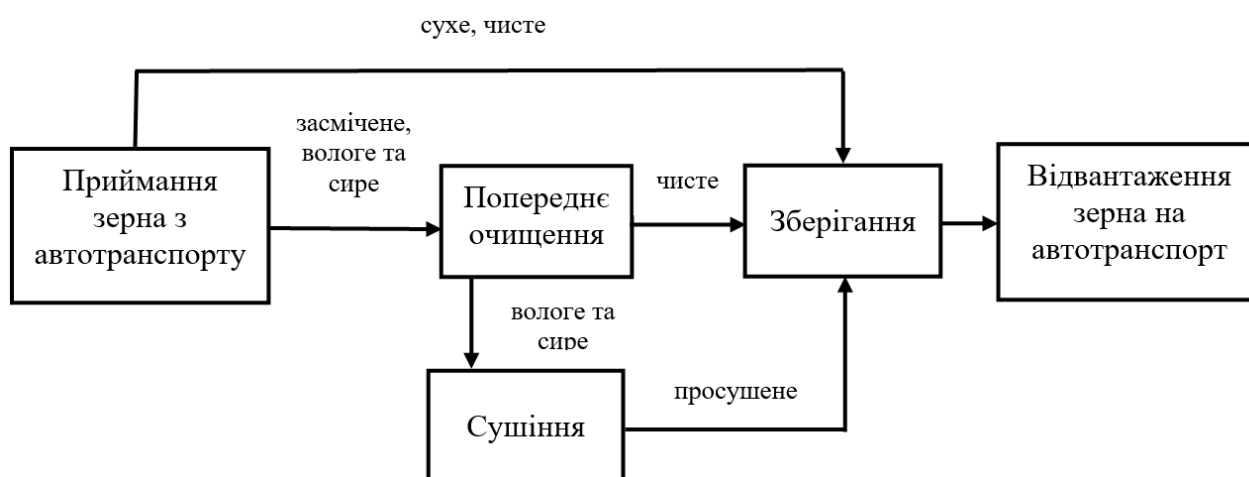 сухе, чисте
засмічене,
вологе та
сире
Приймання
зерна з
автотранспорту
Попереднє
очищення
чисте
Зберігання
Відвантаження
зерна на
автотранспорт
вологе та
сире
Сушіння
просушене